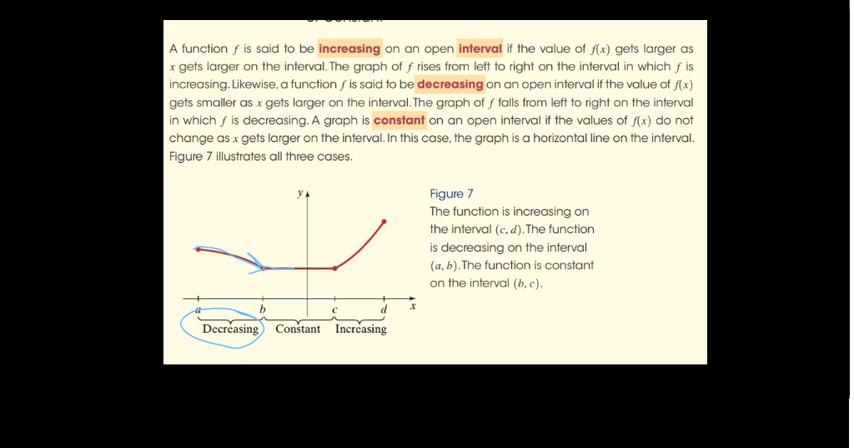 A function f is said to be increasing on an open interval if the value of f(x) gets larger as
x gets larger on the interval. The graph of f rises from left to right on the interval in which f is
increasing. Likewise, a function f is said to be decreasing on an open interval if the value of f(x)
gets smaller as x gets larger on the interval. The graph of f falls from left to right on the interval
in which f is decreasing. A graph is constant on an open interval if the values of f(x) do not
change as x gets larger on the interval. In this case, the graph is a horizontal line on the interval.
Figure 7 illustrates all three cases.
y
Figure 7
The function is increasing on
the interval (c, d). The function
is decreasing on the interval
(a, b). The function is constant
on the interval (b, c).
a b c d x
Decreasing Constant Increasing